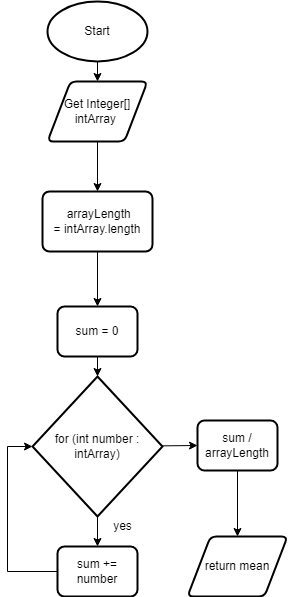 Start
Get Integer[]
intArray
arrayLength
= intArray.length
sum = 0
for (int number :
intArray)
sum /
arrayLength
yes
sum +=
number
return mean